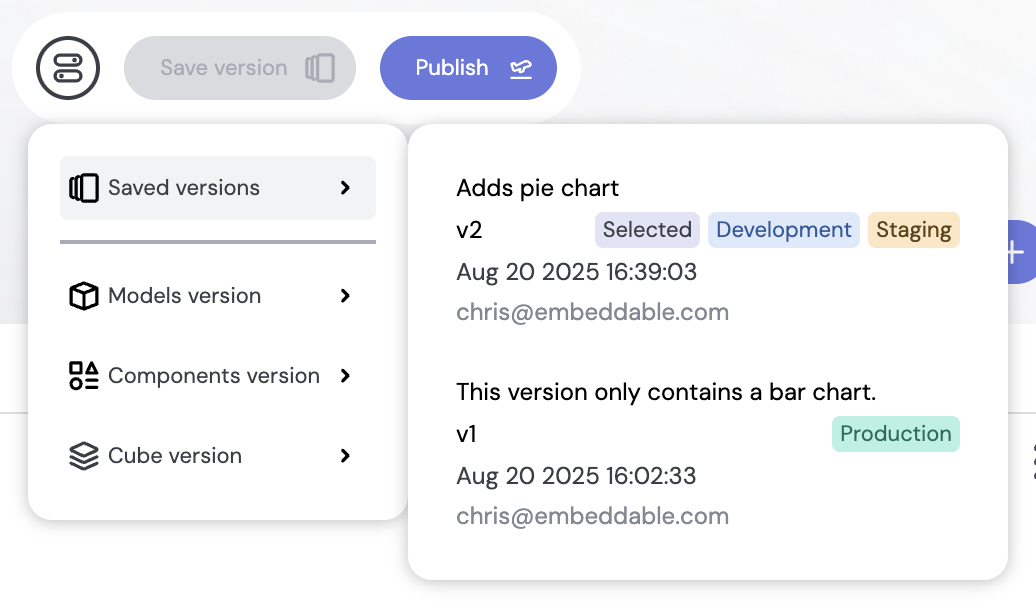 Save version
Publish
Saved versions
Models version
Components version
Cube version
Adds pie chart
v2 Selected Development Staging
Aug 20 2025 16:39:03
chris@embeddable.com
This version only contains a bar chart.
v1 Production
Aug 20 2025 16:02:33
chris@embeddable.com